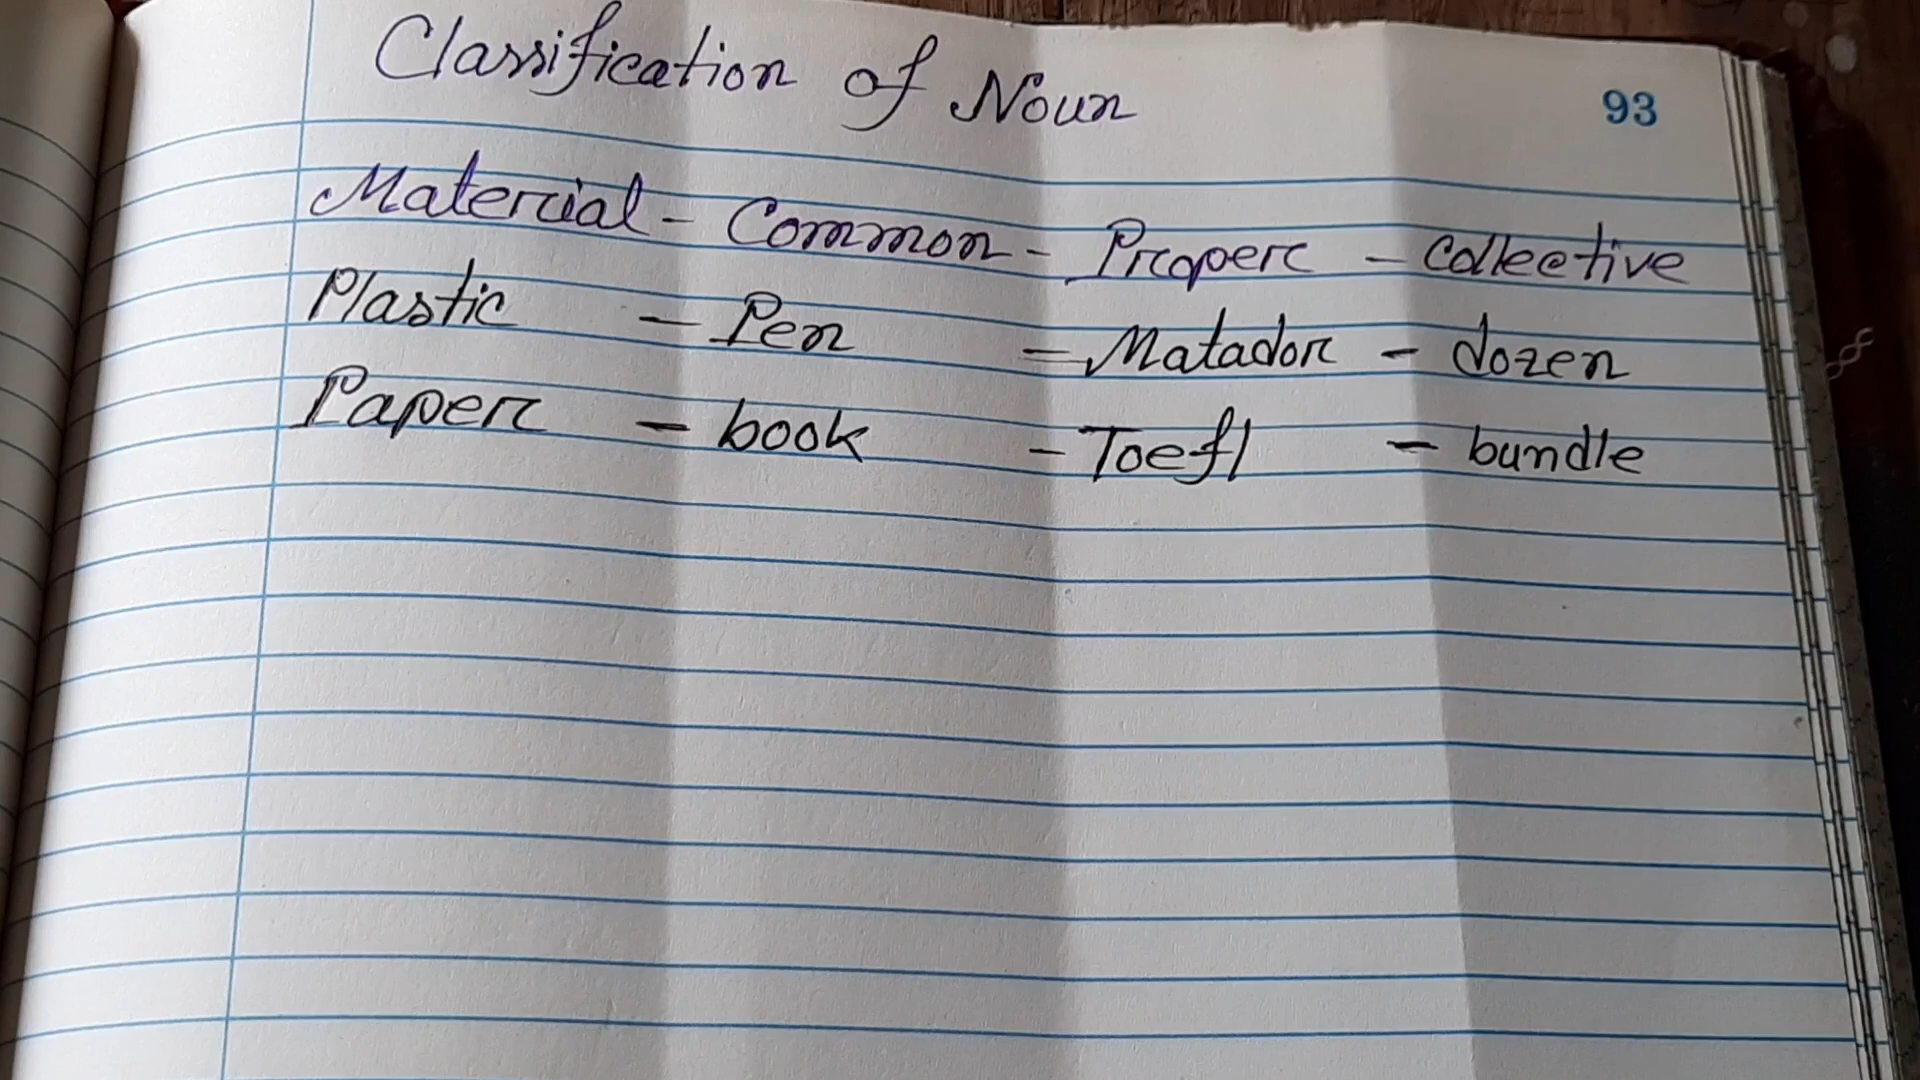 Classification of Noun
93
Material - Common - Proper - Collective
Plastic - Pen = Matador - dozen
Paper - book - Toefl - bundle